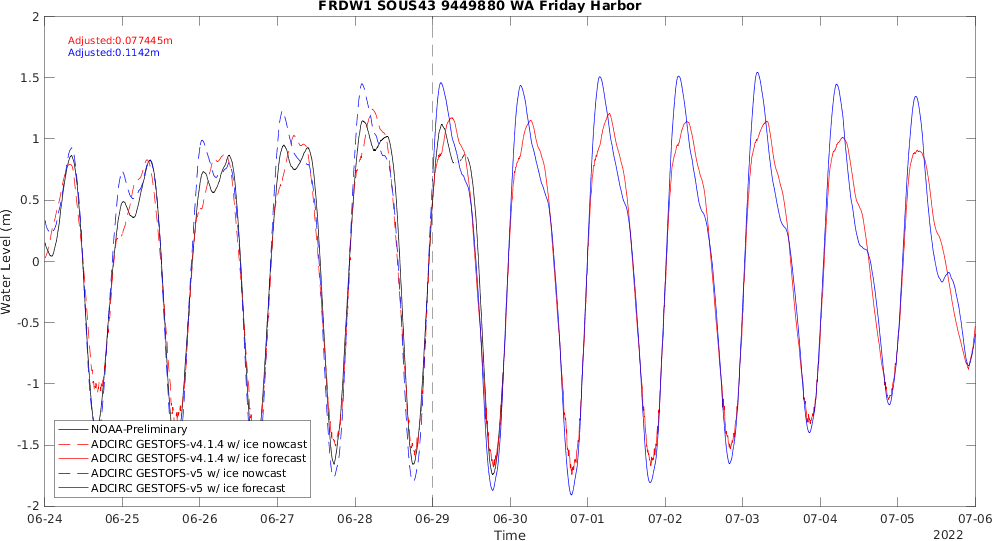 FRDW1 SOUS43 9449880 WA Friday Harbor
Adjusted:0.077445m
Adjusted:0.1142m
2
1.5
1
0.5
0
-0.5
-1
-1.5
-2
Water Level (m)
NOAA-Preliminary
ADCIRC GESTOFS-v4.1.4 w/ ice nowcast
ADCIRC GESTOFS-v4.1.4 w/ ice forecast
ADCIRC GESTOFS-v5 w/ ice nowcast
ADCIRC GESTOFS-v5 w/ ice forecast
06-24 06-25 06-26 06-27 06-28 06-29 06-30 07-01 07-02 07-03 07-04 07-05 07-06
Time
2022